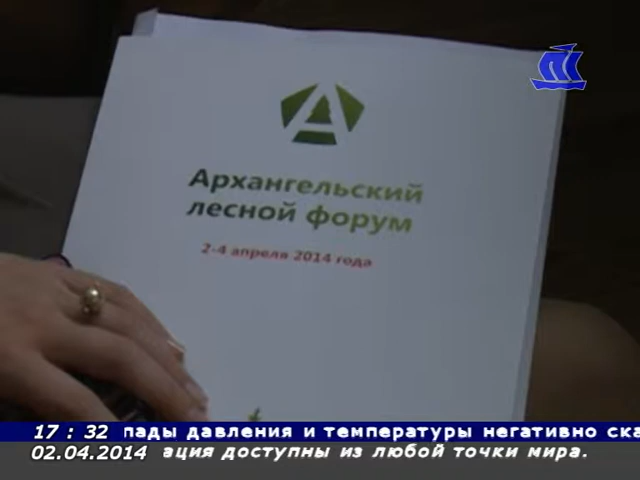 Архангельский
лесной форум
2-4 апреля 2014 года
17 : 32 пады давления и температуры негативно ска
02.04.2014 ация доступны из любой точки мира.